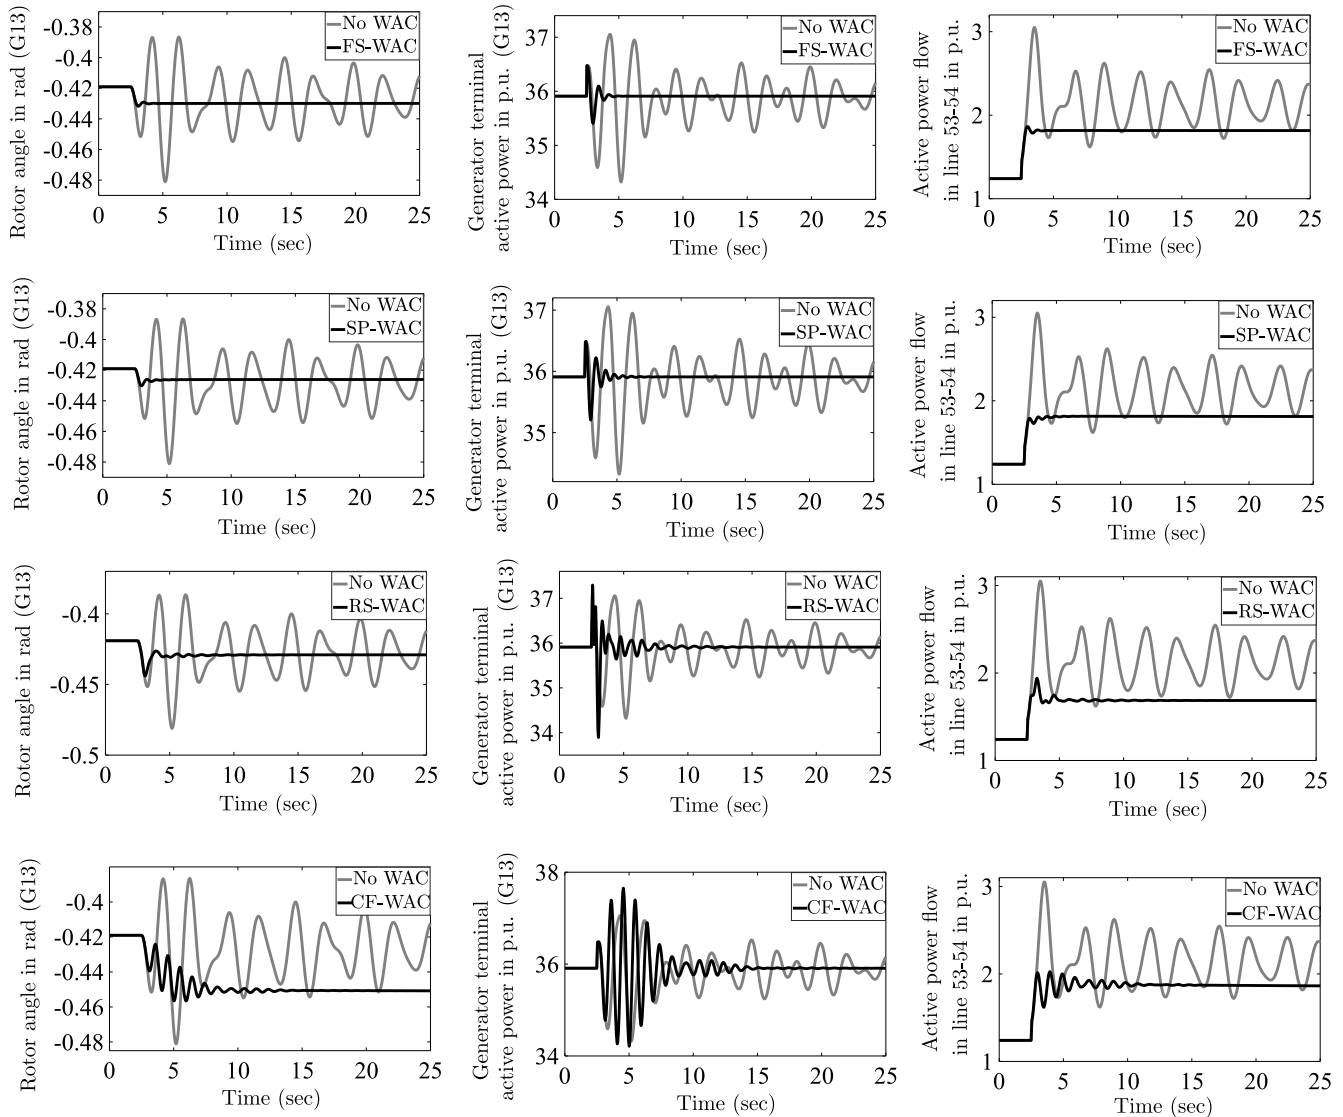 Rotor angle in rad (G13)
-0.38
-0.4
-0.42
-0.44
-0.46
-0.48
0 5 10 15 20 25
Time (sec)
No WAC
FS-WAC
Generator terminal
active power in p.u. (G13)
37
36
35
34
0 5 10 15 20 25
Time (sec)
No WAC
FS-WAC
Active power flow
in line 53-54 in p.u.
3
2
1
0 5 10 15 20 25
Time (sec)
No WAC
FS-WAC
Rotor angle in rad (G13)
-0.38
-0.4
-0.42
-0.44
-0.46
-0.48
0 5 10 15 20 25
Time (sec)
No WAC
SP-WAC
Generator terminal
active power in p.u. (G13)
37
36
35
0 5 10 15 20 25
Time (sec)
No WAC
SP-WAC
Active power flow
in line 53-54 in p.u.
3
2
1
0 5 10 15 20 25
Time (sec)
No WAC
SP-WAC
Rotor angle in rad (G13)
-0.4
-0.45
-0.5
0 5 10 15 20 25
Time (sec)
No WAC
RS-WAC
Generator terminal
active power in p.u. (G13)
37
36
35
34
0 5 10 15 20 25
Time (sec)
No WAC
RS-WAC
Active power flow
in line 53-54 in p.u.
3
2
1
0 5 10 15 20 25
Time (sec)
No WAC
RS-WAC
Rotor angle in rad (G13)
-0.4
-0.42
-0.44
-0.46
-0.48
0 5 10 15 20 25
Time (sec)
No WAC
CF-WAC
Generator terminal
active power in p.u. (G13)
38
36
34
0 5 10 15 20 25
Time (sec)
No WAC
CF-WAC
Active power flow
in line 53-54 in p.u.
3
2
1
0 5 10 15 20 25
Time (sec)
No WAC
CF-WAC